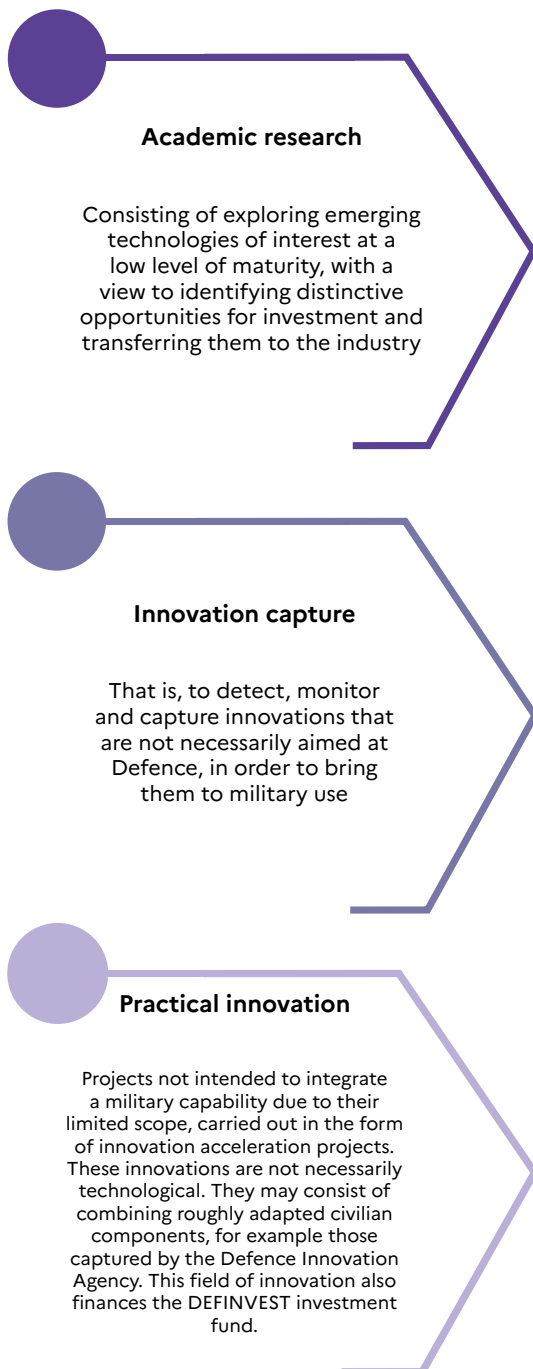 Academic research
Consisting of exploring emerging
technologies of interest at a
low level of maturity, with a
view to identifying distinctive
opportunities for investment and
transferring them to the industry
Innovation capture
That is, to detect, monitor
and capture innovations that
are not necessarily aimed at
Defence, in order to bring
them to military use
Practical innovation
Projects not intended to integrate
a military capability due to their
limited scope, carried out in the form
of innovation acceleration projects.
These innovations are not necessarily
technological. They may consist of
combining roughly adapted civilian
components, for example those
captured by the Defence Innovation
Agency. This field of innovation also
finances the DEFINVEST investment
fund.